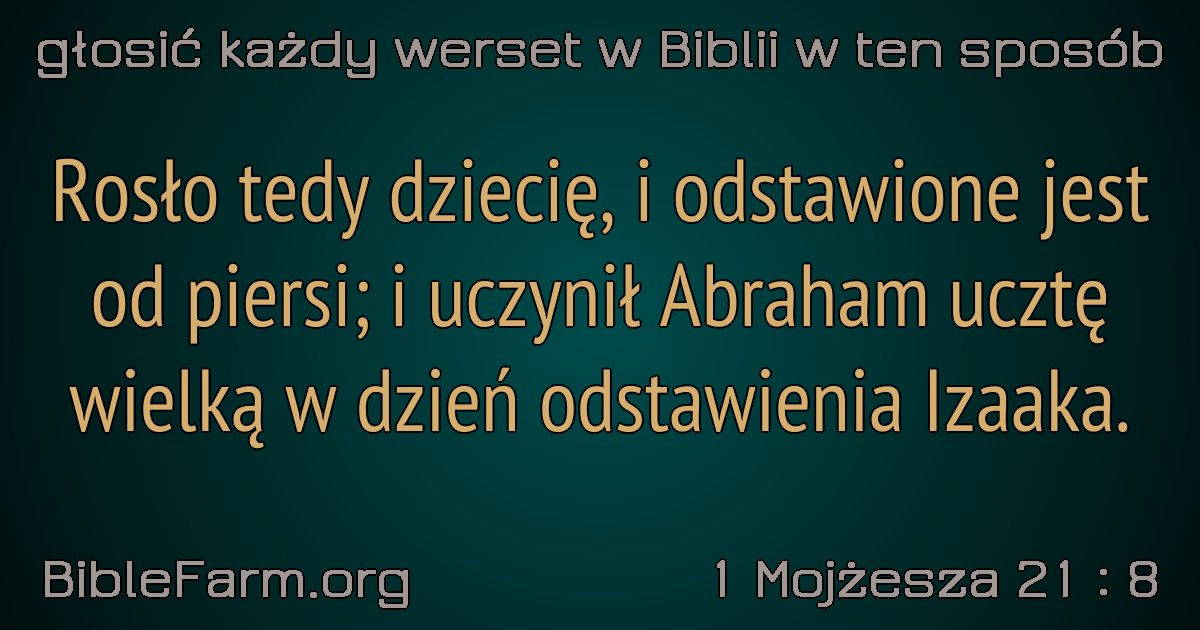 głosić każdy werset w Biblii w ten sposób
Rosło tedy dziecię, i odstawione jest
od piersi; i uczynił Abraham ucztę
wielką w dzień odstawienia Izaaka.
BibleFarm.org
1 Mojżesza 21 : 8